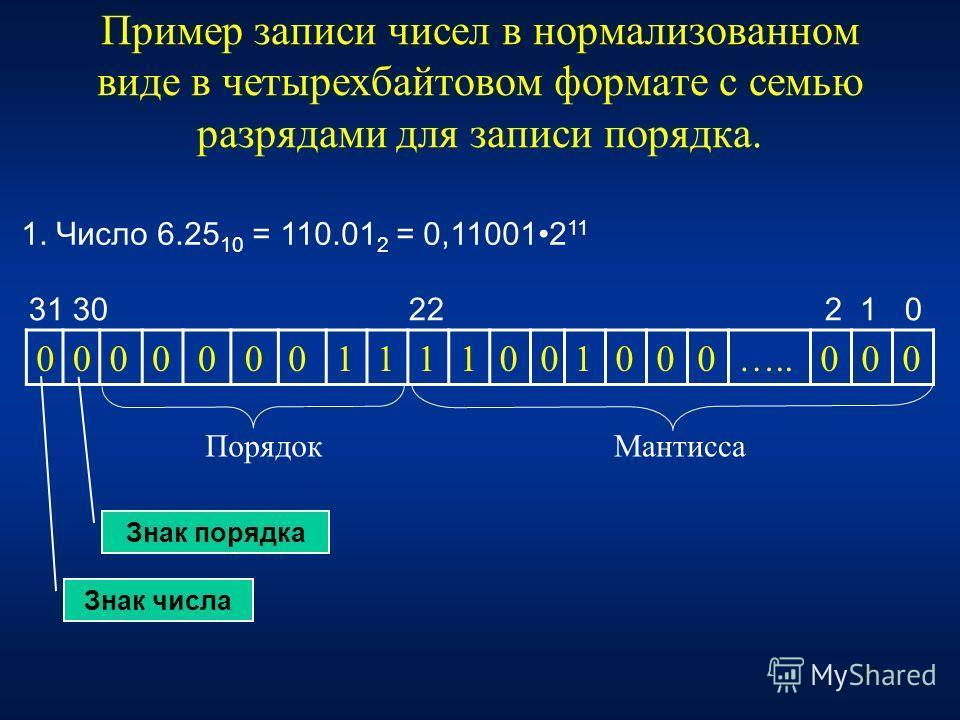 Пример записи чисел в нормализованном
виде в четырехбайтовом формате с семью
разрядами для записи порядка.
1. Число 6.25₁₀ = 110.01₂ = 0,11001•2¹¹
31 30 22 2 1 0
0 0 0 0 0 0 0 1 1 1 1 0 0 1 0 0 0 ….. 0 0 0
Порядок Мантисса
Знак порядка
Знак числа
MyShared